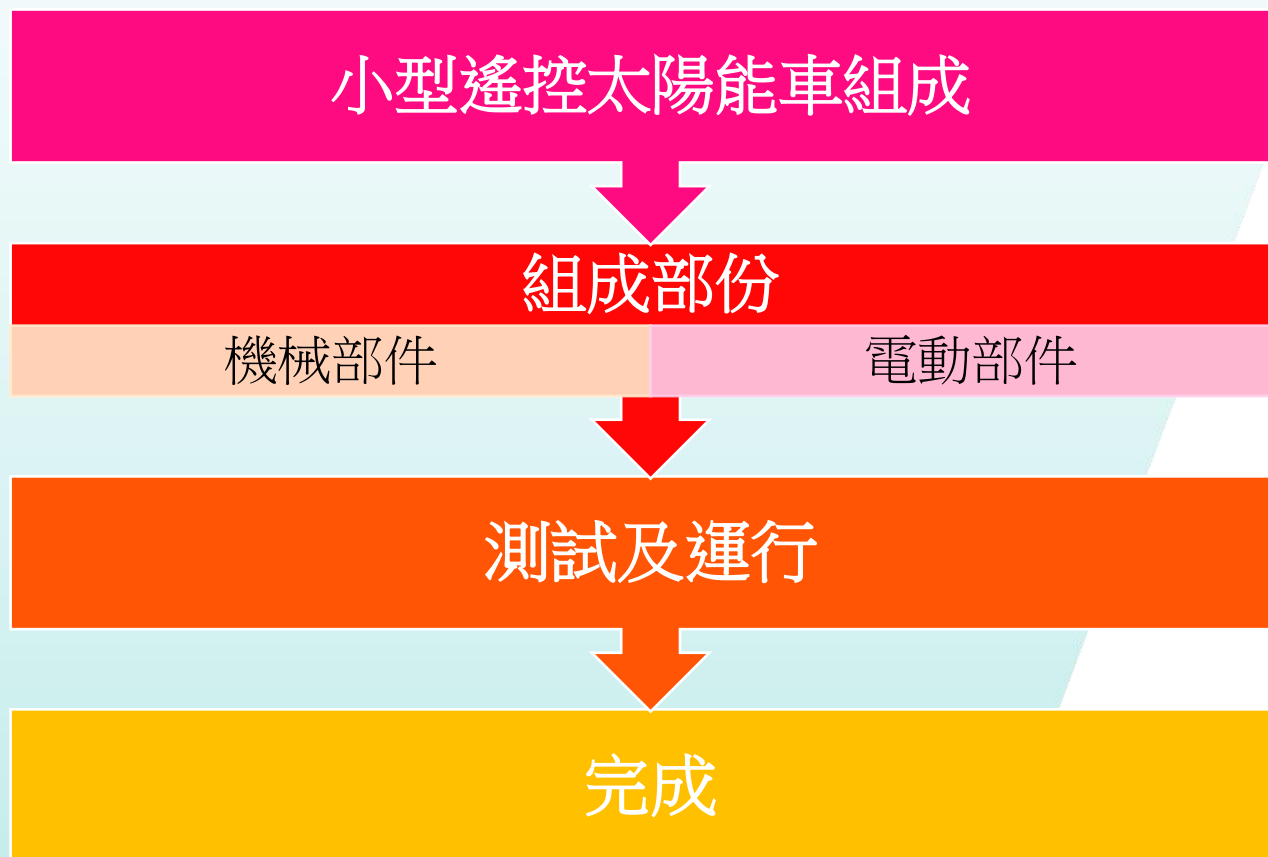 小型遙控太陽能車組成
組成部份
機械部件 電動部件
測試及運行
完成